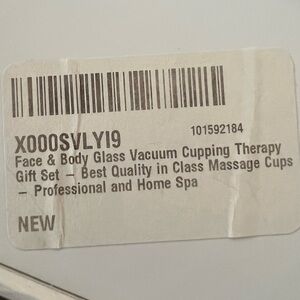 X000SVLYI9
101592184
Face & Body Glass Vacuum Cupping Therapy
Gift Set – Best Quality in Class Massage Cups
– Professional and Home Spa
NEW